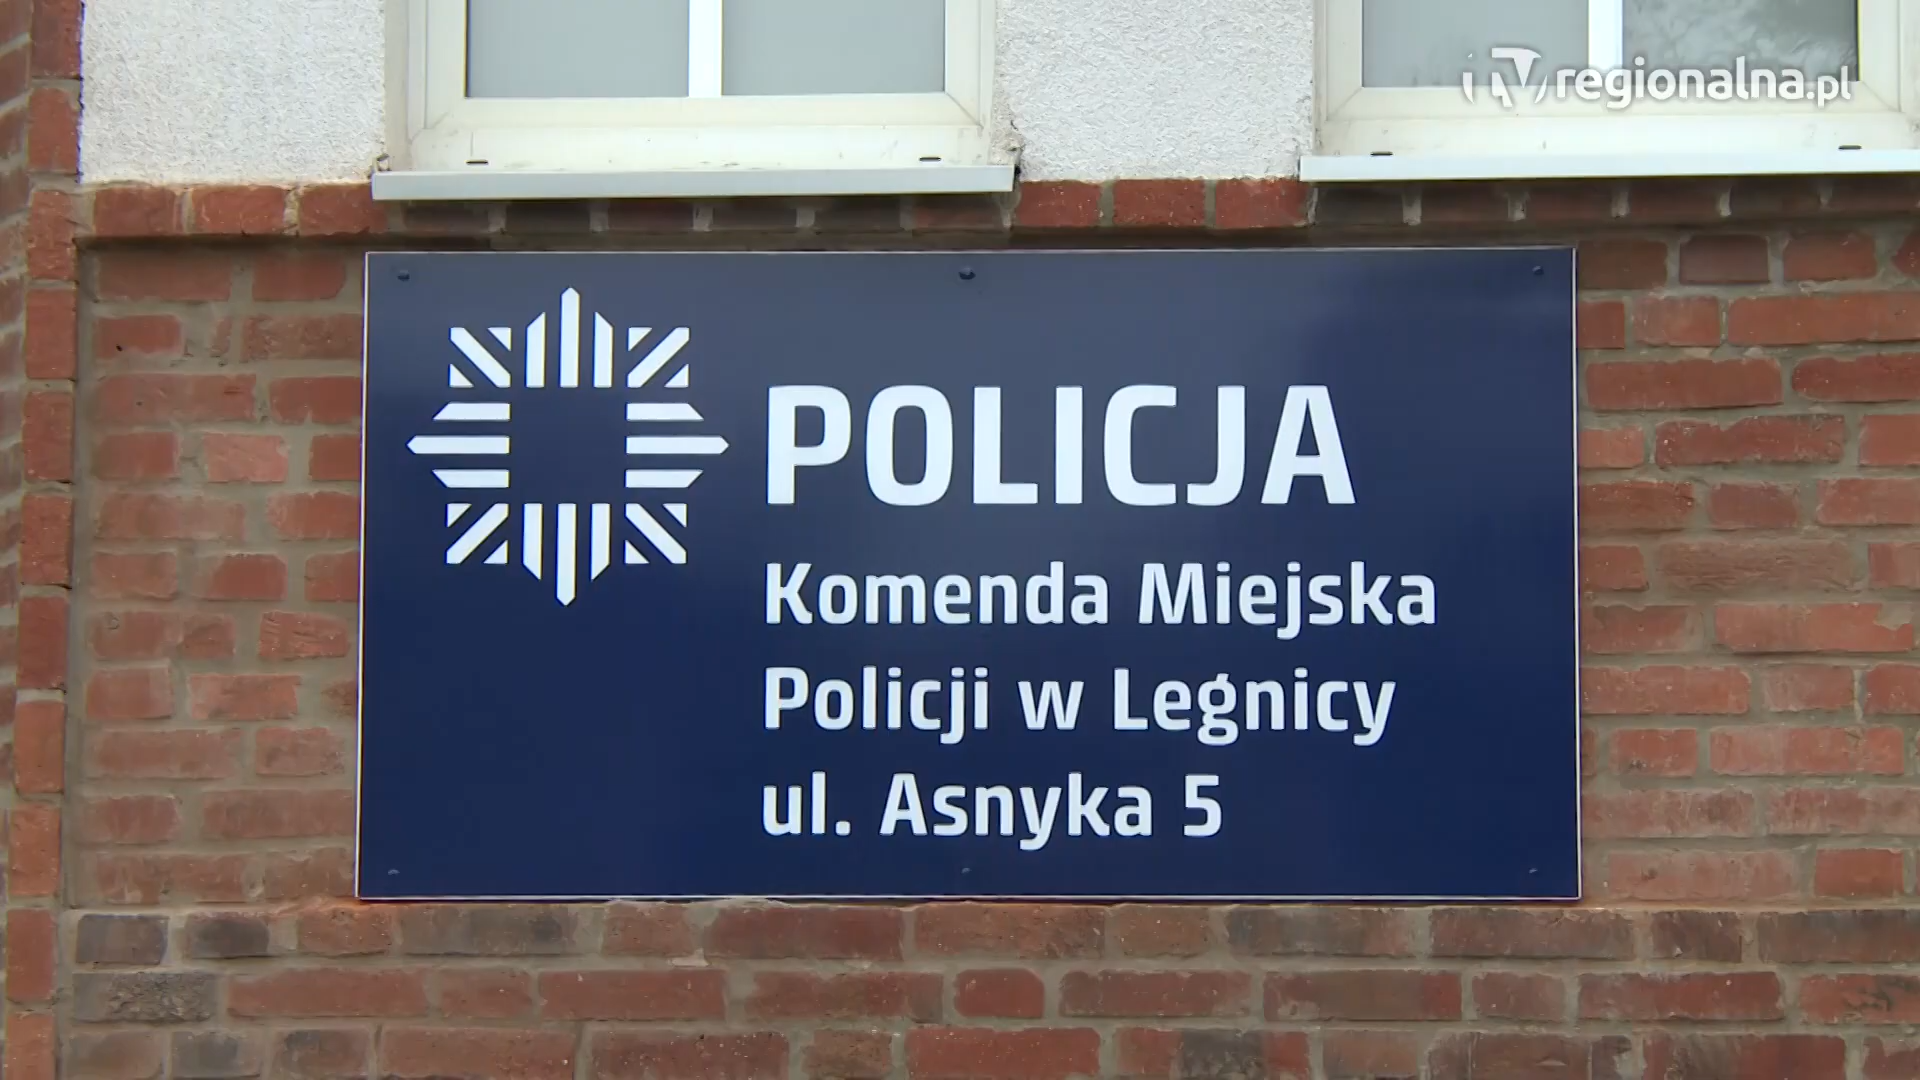 tvregionalna.pl
POLICJA
Komenda Miejska
Policji w Legnicy
ul. Asnyka 5